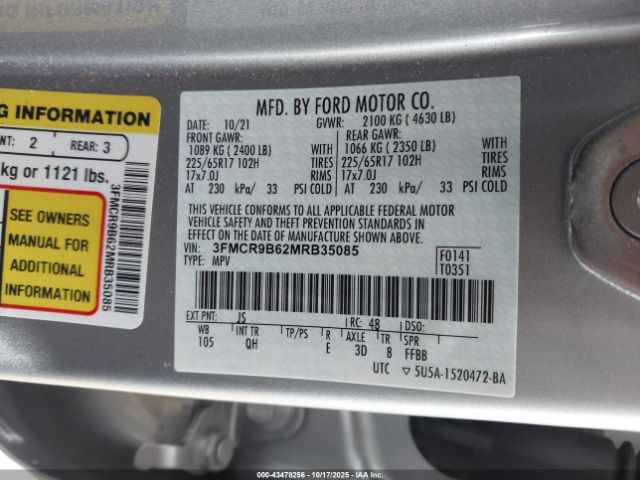 G INFORMATION
NT: 2 REAR: 3
kg or 1121 lbs.
SEE OWNERS
MANUAL FOR
ADDITIONAL
INFORMATION
3FMCR9B62MRB35085
MFD. BY FORD MOTOR CO.
DATE: 10/21 GVWR: 2100 KG ( 4630 LB)
FRONT GAWR: REAR GAWR:
1089 KG ( 2400 LB) WITH 1066 KG ( 2350 LB) WITH
225/65R17 102H TIRES 225/65R17 102H TIRES
17x7.0J RIMS 17x7.0J RIMS
AT 230 kPa/ 33 PSI COLD AT 230 kPa/ 33 PSI COLD
THIS VEHICLE CONFORMS TO ALL APPLICABLE FEDERAL MOTOR
VEHICLE SAFETY AND THEFT PREVENTION STANDARDS IN
EFFECT ON THE DATE OF MANUFACTURE SHOWN ABOVE.
VIN: 3FMCR9B62MRB35085
TYPE: MPV
F0141
T0351
EXT PNT: JS RC: 48 DSO:
WB INT TR TP/PS R AXLE TR SPR
105 QH E 3D 8 FFBB
UTC ▽ 5U5A-1520472-BA
000-43478256 - 10/17/2025 - IAAI.COM